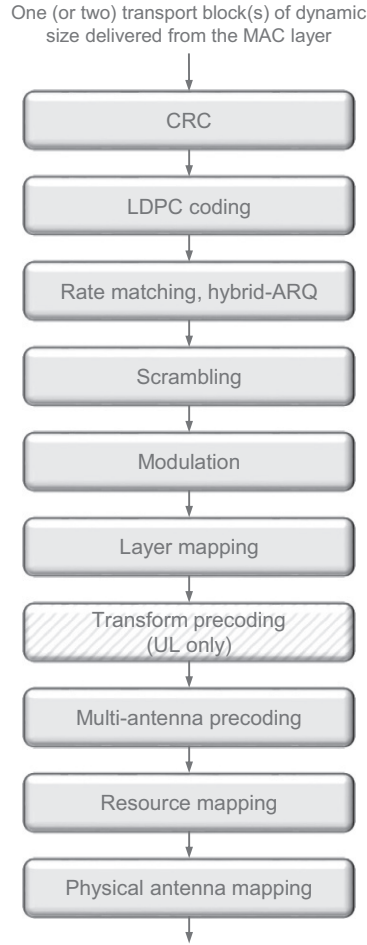 One (or two) transport block(s) of dynamic
size delivered from the MAC layer
CRC
LDPC coding
Rate matching, hybrid-ARQ
Scrambling
Modulation
Layer mapping
Transform precoding
(UL only)
Multi-antenna precoding
Resource mapping
Physical antenna mapping